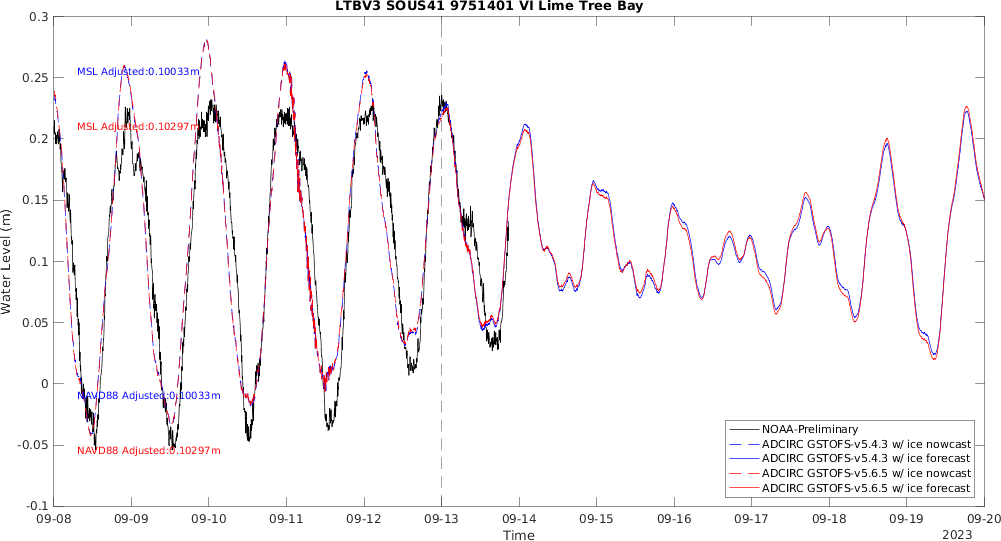 LTBV3 SOUS41 9751401 VI Lime Tree Bay
0.3
0.25
0.2
0.15
0.1
0.05
0
-0.05
-0.1
Water Level (m)
MSL Adjusted:0.10033m
MSL Adjusted:0.10297m
NAVD88 Adjusted:0.10033m
NAVD88 Adjusted:0.10297m
NOAA-Preliminary
ADCIRC GSTOFS-v5.4.3 w/ ice nowcast
ADCIRC GSTOFS-v5.4.3 w/ ice forecast
ADCIRC GSTOFS-v5.6.5 w/ ice nowcast
ADCIRC GSTOFS-v5.6.5 w/ ice forecast
09-08 09-09 09-10 09-11 09-12 09-13 09-14 09-15 09-16 09-17 09-18 09-19 09-20
Time
2023